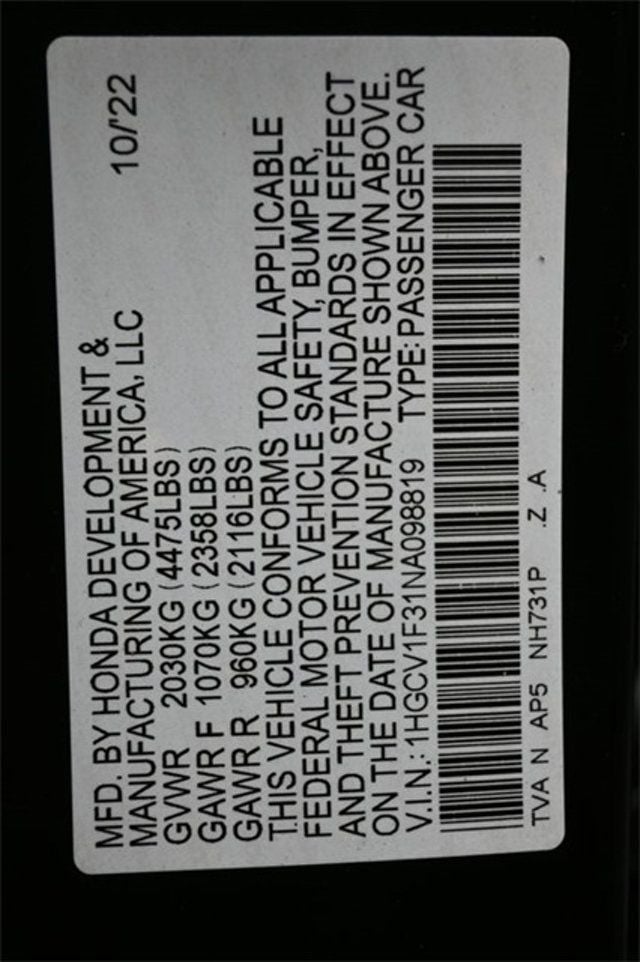 MFD. BY HONDA DEVELOPMENT &
MANUFACTURING OF AMERICA, LLC 10/'22
GVWR 2030KG (4475LBS)
GAWR F 1070KG (2358LBS)
GAWR R 960KG (2116LBS)
THIS VEHICLE CONFORMS TO ALL APPLICABLE
FEDERAL MOTOR VEHICLE SAFETY, BUMPER,
AND THEFT PREVENTION STANDARDS IN EFFECT
ON THE DATE OF MANUFACTURE SHOWN ABOVE.
V.I.N.: 1HGCV1F31NA098819 TYPE: PASSENGER CAR
TVA N AP5 NH731P .Z .A